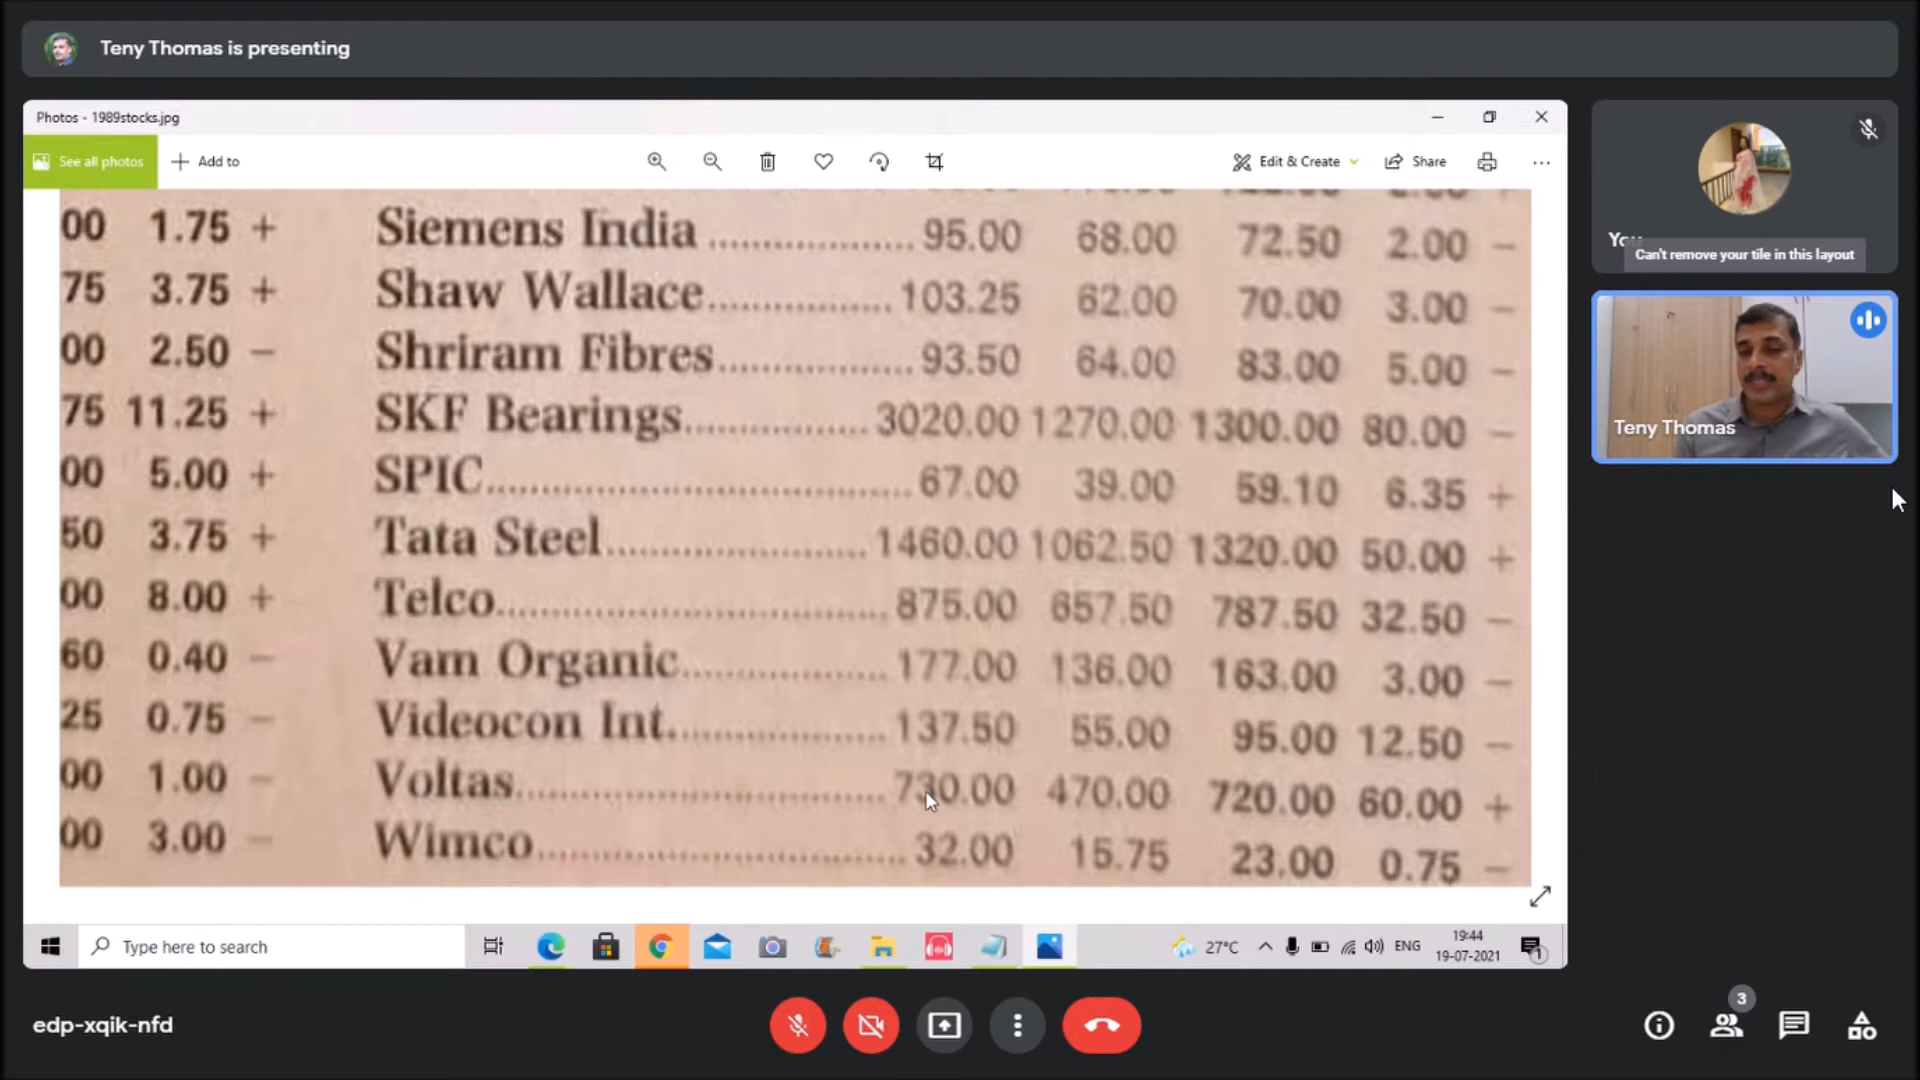 Teny Thomas is presenting
Photos - 1989stocks.jpg
See all photos
Add to
Edit & Create
Share
00 1.75 + Siemens India .................. 95.00 68.00 72.50 2.00 –
75 3.75 + Shaw Wallace.................. 103.25 62.00 70.00 3.00 –
00 2.50 – Shriram Fibres.................. 93.50 64.00 83.00 5.00 –
75 11.25 + SKF Bearings.................. 3020.00 1270.00 1300.00 80.00 –
00 5.00 + SPIC.................. 67.00 39.00 59.10 6.35 +
50 3.75 + Tata Steel.................. 1460.00 1062.50 1320.00 50.00 +
00 8.00 + Telco.................. 875.00 657.50 787.50 32.50 –
60 0.40 – Vam Organic.................. 177.00 136.00 163.00 3.00 –
25 0.75 – Videocon Int.................. 137.50 55.00 95.00 12.50 –
00 1.00 – Voltas.................. 730.00 470.00 720.00 60.00 +
00 3.00 – Wimco.................. 32.00 15.75 23.00 0.75 –
You
Can't remove your tile in this layout
Teny Thomas
Type here to search
27°C
ENG
19:44
19-07-2021
1
edp-xqik-nfd
3